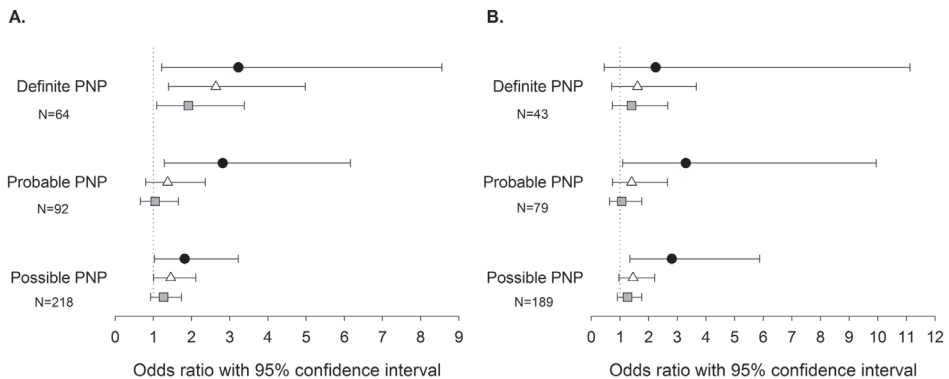 A.
Definite PNP
N=64
Probable PNP
N=92
Possible PNP
N=218
0 1 2 3 4 5 6 7 8 9
Odds ratio with 95% confidence interval
B.
Definite PNP
N=43
Probable PNP
N=79
Possible PNP
N=189
0 1 2 3 4 5 6 7 8 9 10 11 12
Odds ratio with 95% confidence interval